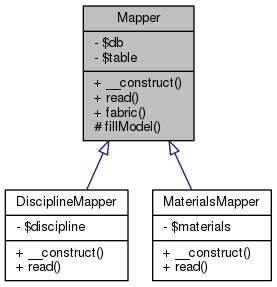 Mapper
- $db
- $table
+ __construct()
+ read()
+ fabric()
# fillModel()
DisciplineMapper
- $discipline
+ __construct()
+ read()
MaterialsMapper
- $materials
+ __construct()
+ read()